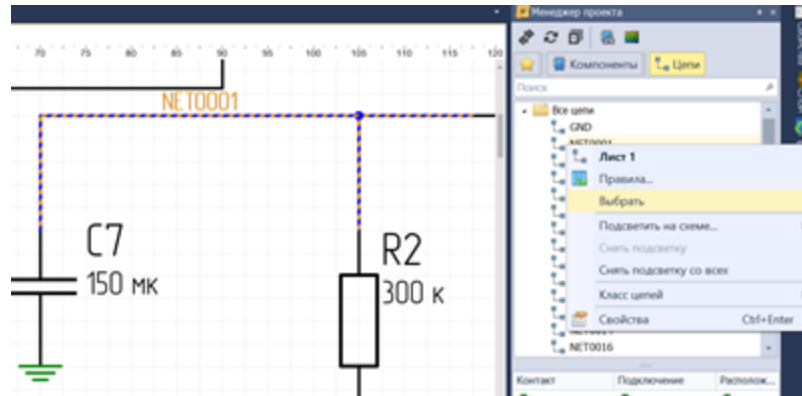 Менеджер проекта
70 75 80 85 90 95 100 105 110 115 120
Компоненты Цепи
Поиск
Все цепи
GND
NET0001
NET0001
Лист 1
Правила...
Выбрать
Подсветить на схеме...
Снять подсветку
Снять подсветку со всех
Класс цепей
Свойства Ctrl+Enter
NET0016
C7
150 мк
R2
300 к
Контакт Подключение Располож...